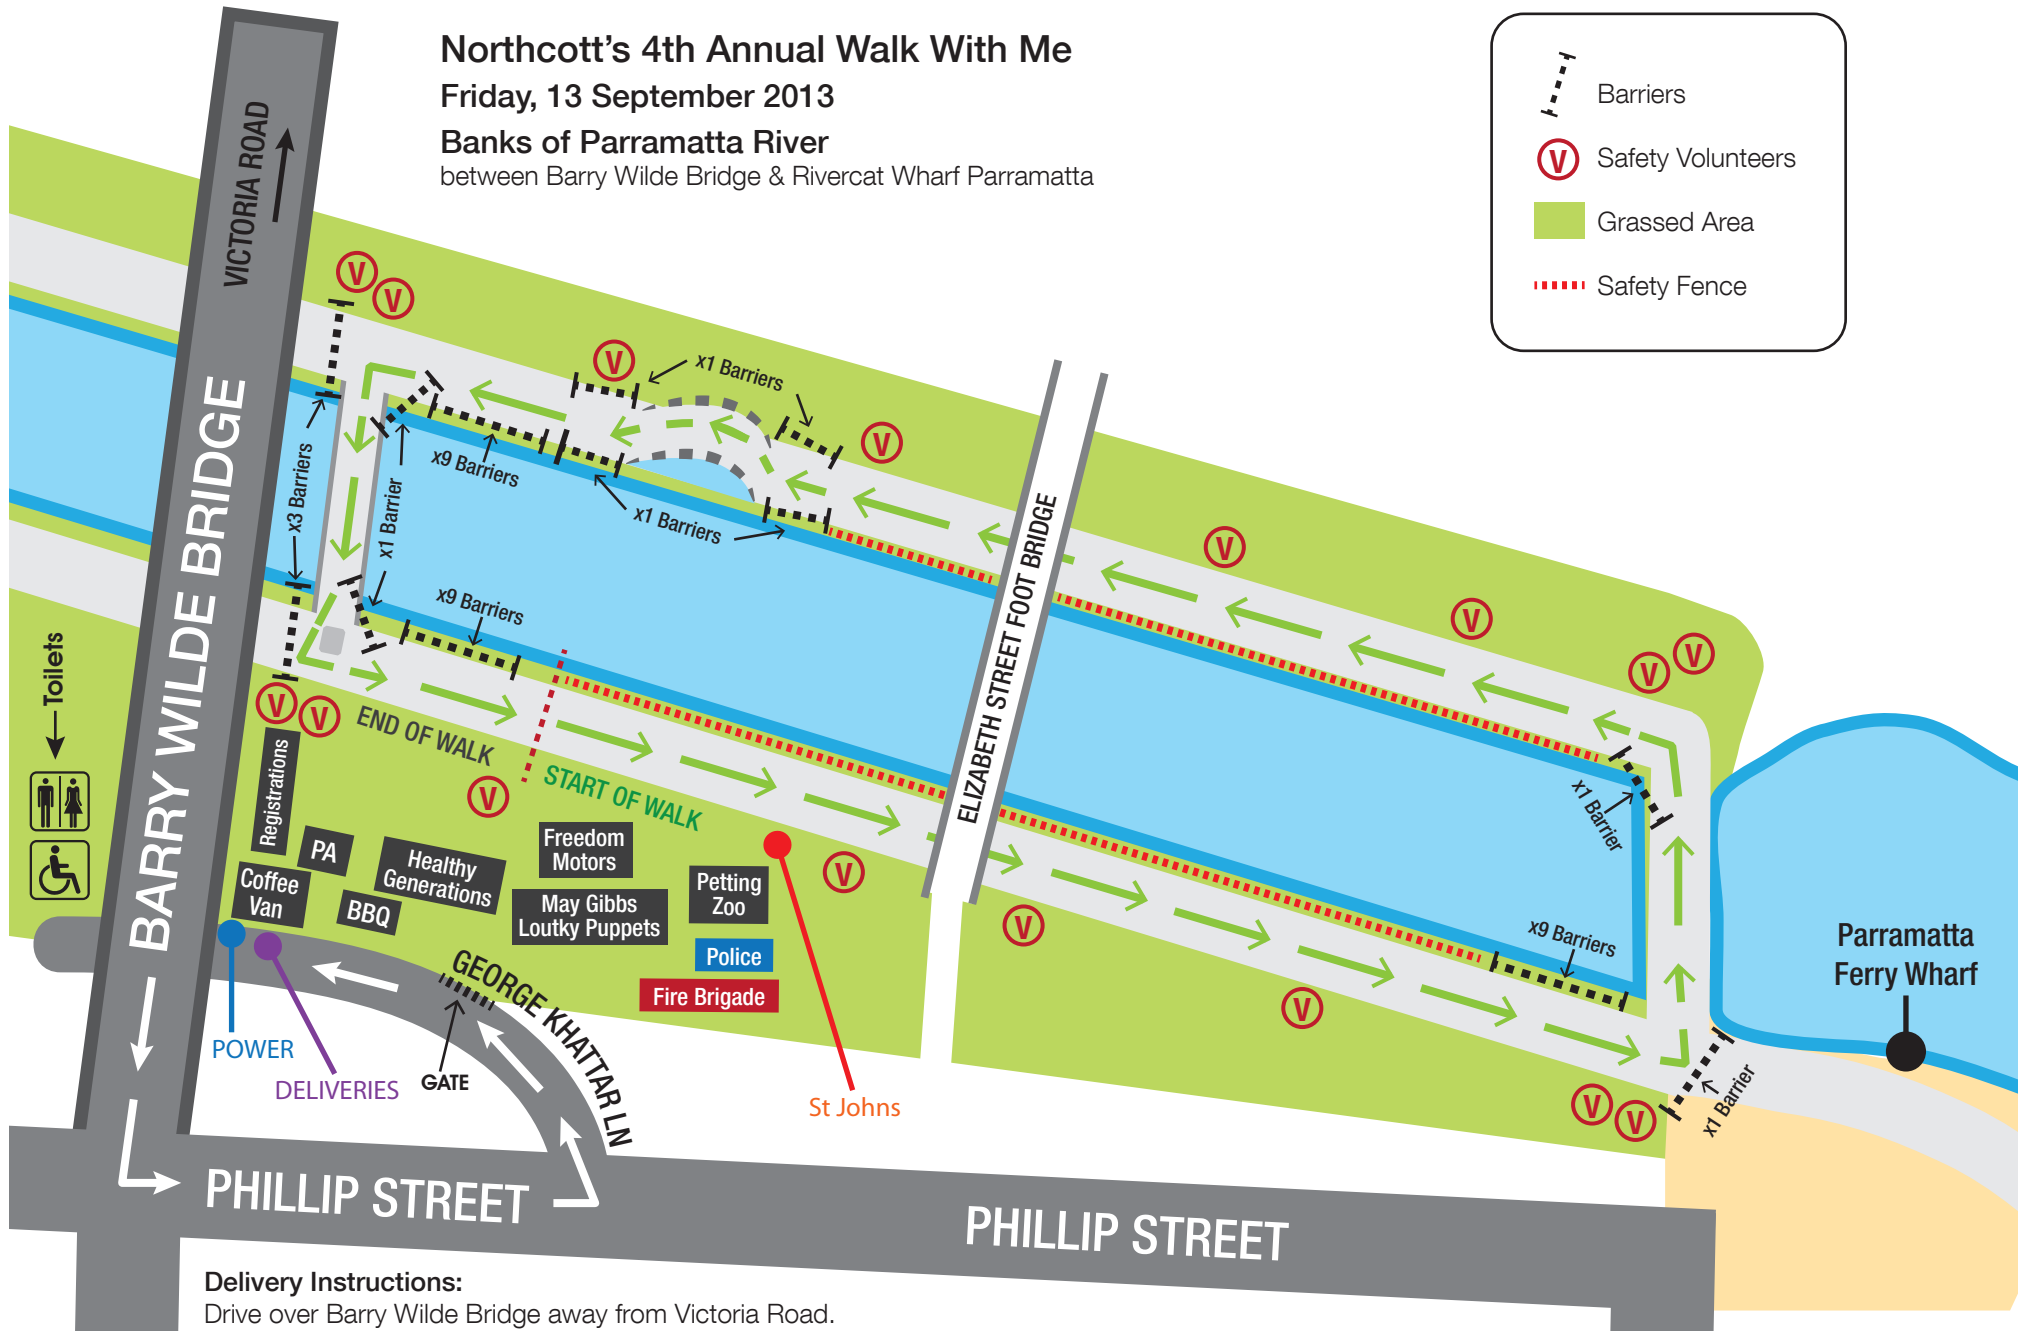 Northcott's 4th Annual Walk With Me
Friday, 13 September 2013
Banks of Parramatta River
between Barry Wilde Bridge & Rivercat Wharf Parramatta
Barriers
V
Safety Volunteers
Grassed Area
Safety Fence
VICTORIA ROAD
BARRY WILDE BRIDGE
V
V
V
x1 Barriers
V
x9 Barriers
x3 Barriers
x1 Barrier
x1 Barriers
ELIZABETH STREET FOOT BRIDGE
V
V
V
V
x9 Barriers
Toilets
V
V
END OF WALK
V
START OF WALK
x1 Barrier
Registrations
PA
Coffee
Van
BBQ
Healthy
Generations
Freedom
Motors
May Gibbs
Loutky Puppets
Petting
Zoo
Police
Fire Brigade
V
V
V
x9 Barriers
Parramatta
Ferry Wharf
V
V
x1 Barrier
POWER
DELIVERIES
GATE
GEORGE KHATTAR LN
St Johns
PHILLIP STREET
PHILLIP STREET
Delivery Instructions:
Drive over Barry Wilde Bridge away from Victoria Road.